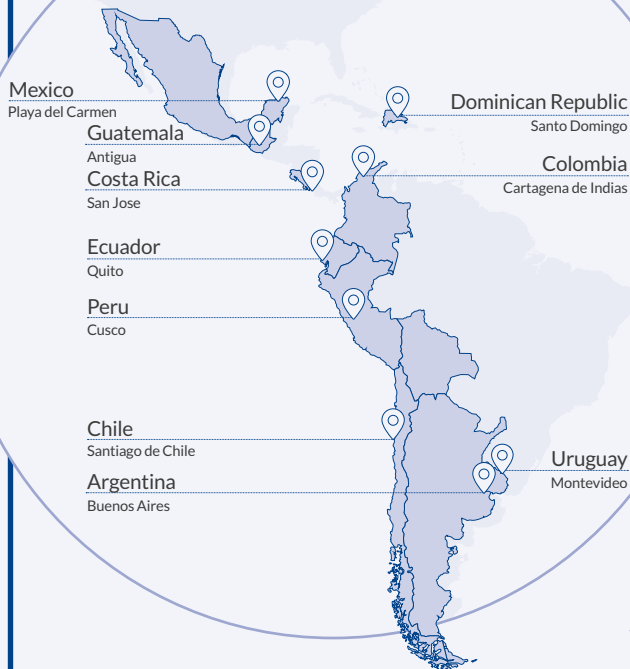 Mexico
Playa del Carmen
Dominican Republic
Santo Domingo
Guatemala
Antigua
Colombia
Cartagena de Indias
Costa Rica
San Jose
Ecuador
Quito
Peru
Cusco
Chile
Santiago de Chile
Uruguay
Montevideo
Argentina
Buenos Aires